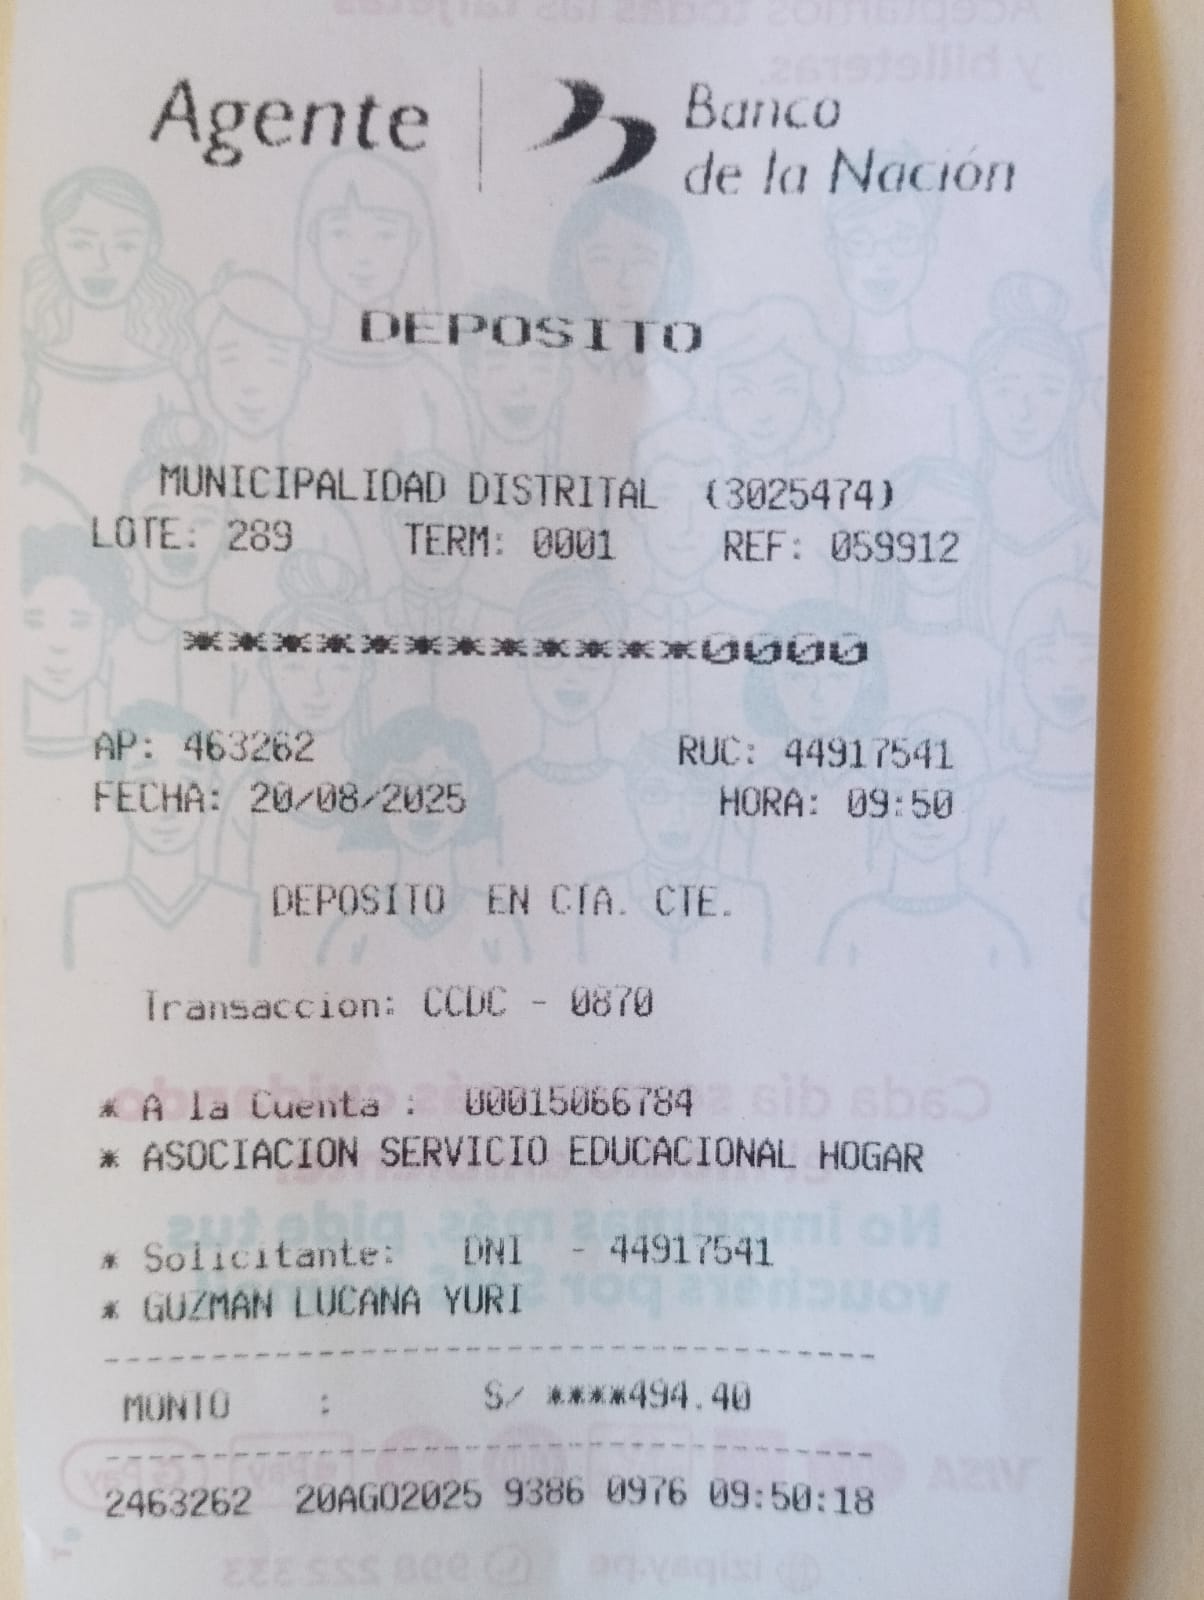 Agente
Banco
de la Nación
DEPOSITO
MUNICIPALIDAD DISTRITAL (3025474)
LOTE: 289 TERM: 0001 REF: 059912
************0000
AP: 463262 RUC: 44917541
FECHA: 20/08/2025 HORA: 09:50
DEPOSITO EN CTA. CTE.
Transaccion: CCDC - 0870
* A la Cuenta : 00015066784
* ASOCIACION SERVICIO EDUCACIONAL HOGAR
* Solicitante: DNI - 44917541
* GUZMAN LUCANA YURI
MONTO : S/ ****494.40
2463262 20AGO2025 9386 0976 09:50:18